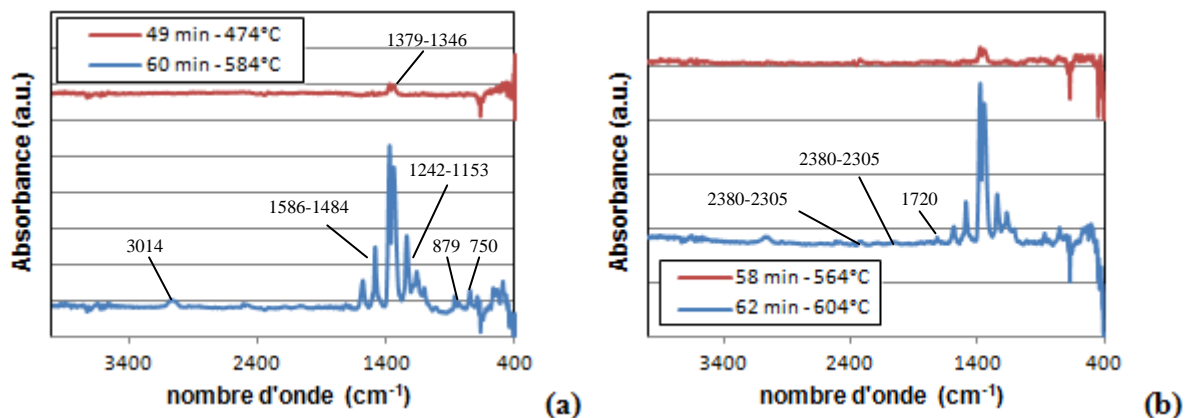 49 min - 474°C
60 min - 584°C
1379-1346
1242-1153
1586-1484
3014
879
750
Absorbance (a.u.)
3400
2400
1400
400
nombre d'onde (cm-1)
(a)
2380-2305
2380-2305
1720
58 min - 564°C
62 min - 604°C
Absorbance (a.u.)
3400
2400
1400
400
nombre d'onde (cm-1)
(b)